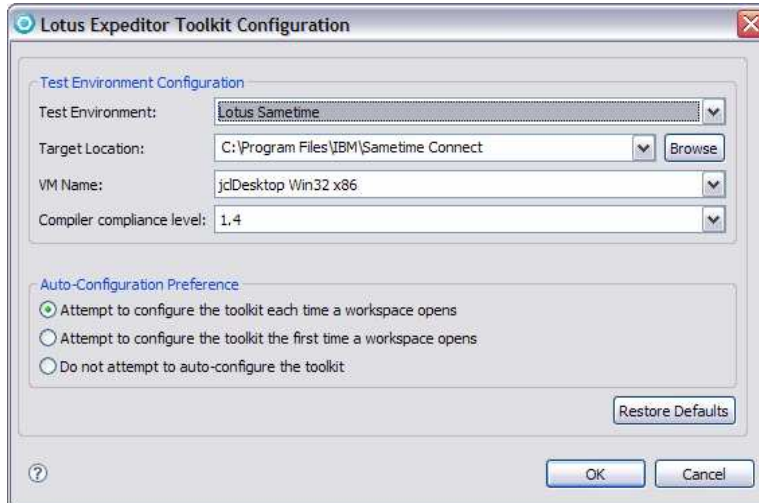 Lotus Expeditor Toolkit Configuration
Test Environment Configuration
Test Environment: Lotus Sametime
Target Location: C:\Program Files\IBM\Sametime Connect Browse
VM Name: jclDesktop Win32 x86
Compiler compliance level: 1.4
Auto-Configuration Preference
Attempt to configure the toolkit each time a workspace opens
Attempt to configure the toolkit the first time a workspace opens
Do not attempt to auto-configure the toolkit
Restore Defaults
? OK Cancel